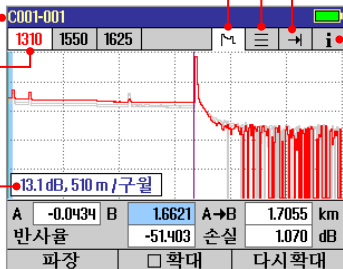 C001-001
1310 1550 1625 i
-13.1 dB, 510 m /구월
A -0.0434 B 1.6621 A→B 1.7055 km
반사율 -51.403 손실 1.070 dB
파장 확대 다시확대